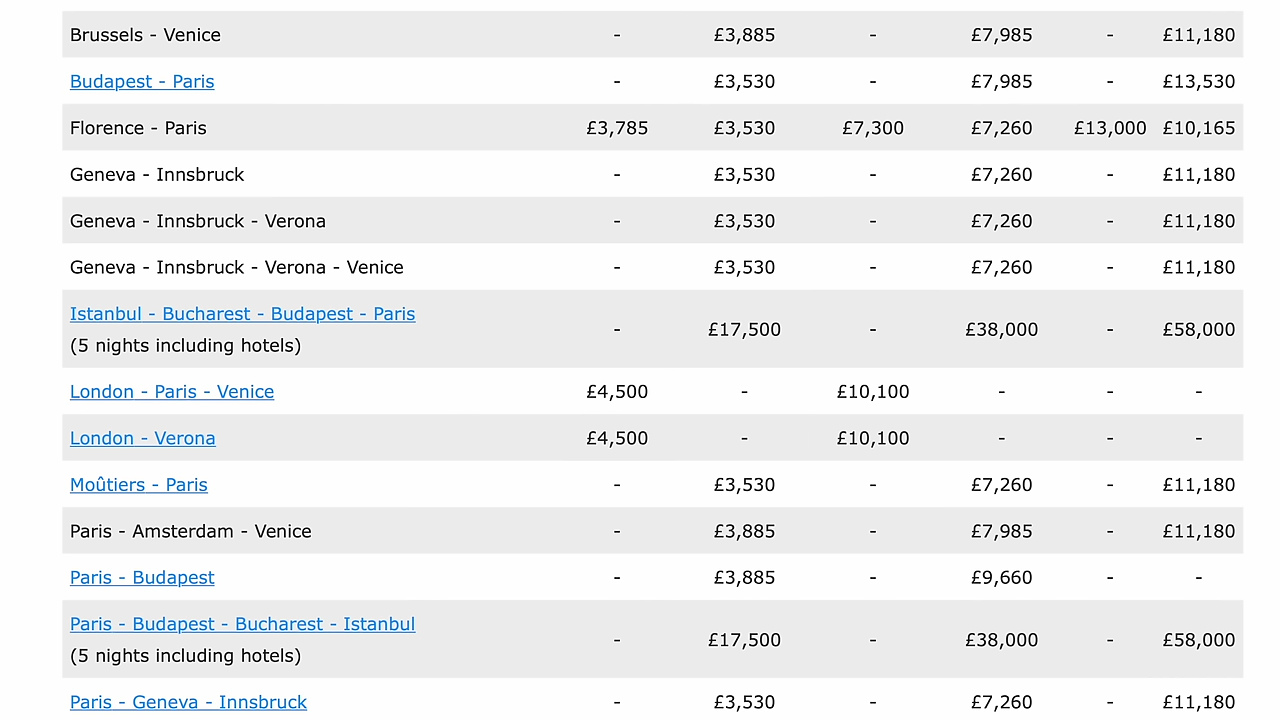 Brussels - Venice - £3,885 - £7,985 - £11,180
Budapest - Paris - £3,530 - £7,985 - £13,530
Florence - Paris £3,785 £3,530 £7,300 £7,260 £13,000 £10,165
Geneva - Innsbruck - £3,530 - £7,260 - £11,180
Geneva - Innsbruck - Verona - £3,530 - £7,260 - £11,180
Geneva - Innsbruck - Verona - Venice - £3,530 - £7,260 - £11,180
Istanbul - Bucharest - Budapest - Paris
(5 nights including hotels) - £17,500 - £38,000 - £58,000
London - Paris - Venice £4,500 - £10,100 - - -
London - Verona £4,500 - £10,100 - - -
Moûtiers - Paris - £3,530 - £7,260 - £11,180
Paris - Amsterdam - Venice - £3,885 - £7,985 - £11,180
Paris - Budapest - £3,885 - £9,660 - -
Paris - Budapest - Bucharest - Istanbul
(5 nights including hotels) - £17,500 - £38,000 - £58,000
Paris - Geneva - Innsbruck - £3,530 - £7,260 - £11,180